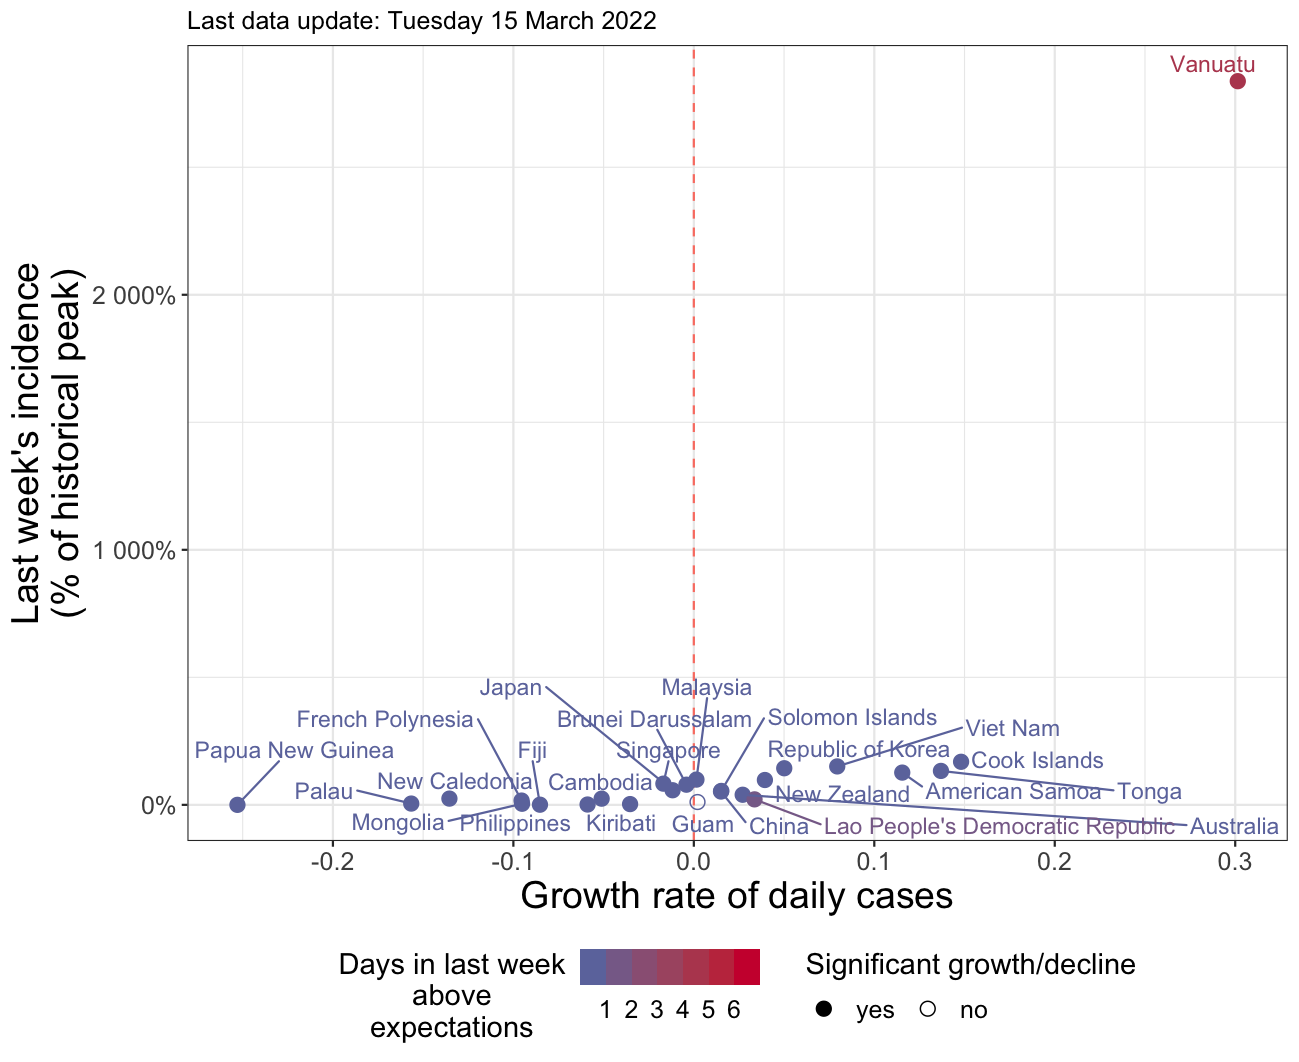 Last data update: Tuesday 15 March 2022
Vanuatu
Last week's incidence
(% of historical peak)
2 000%
1 000%
0%
Japan
Malaysia
French Polynesia
Brunei Darussalam
Solomon Islands
Viet Nam
Papua New Guinea
Fiji
Singapore
Republic of Korea
Cook Islands
New Caledonia
Cambodia
Palau
New Zealand
American Samoa
Tonga
Mongolia
Philippines
Kiribati
Guam
China
Lao People's Democratic Republic
Australia
-0.2
-0.1
0.0
0.1
0.2
0.3
Growth rate of daily cases
Days in last week
above
expectations
1 2 3 4 5 6
Significant growth/decline
yes
no